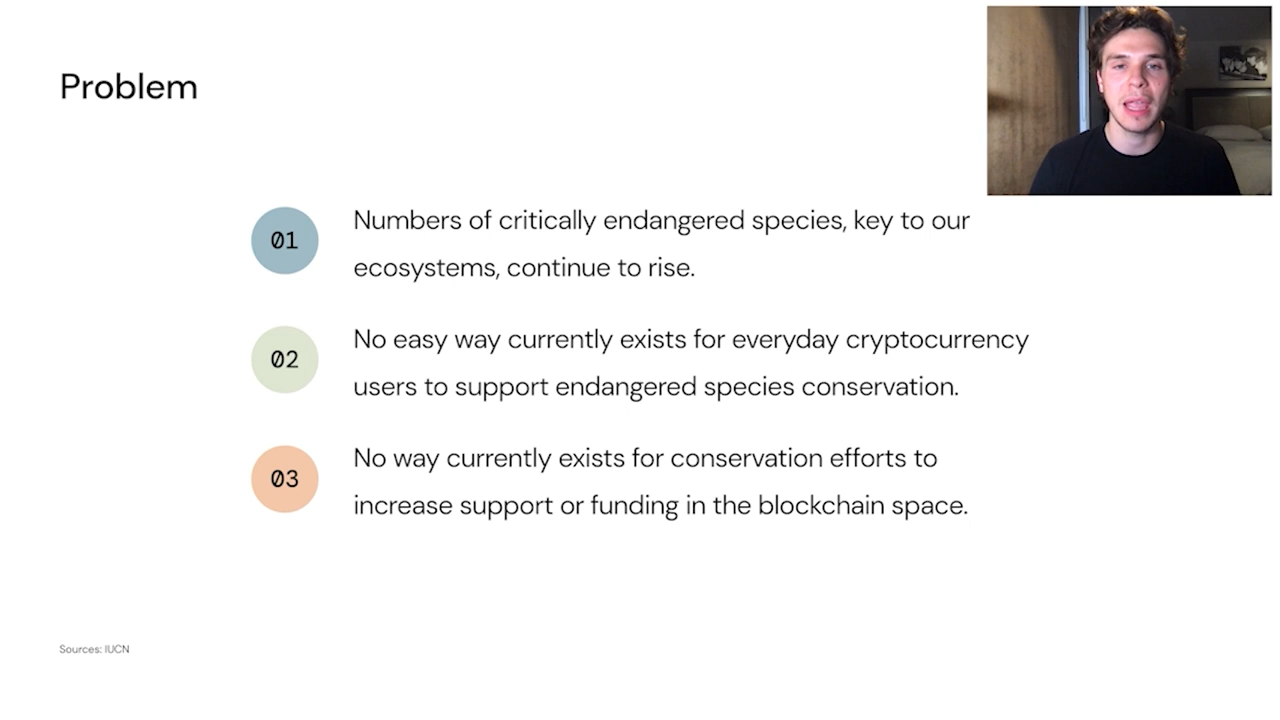 Problem
01
Numbers of critically endangered species, key to our
ecosystems, continue to rise.
02
No easy way currently exists for everyday cryptocurrency
users to support endangered species conservation.
03
No way currently exists for conservation efforts to
increase support or funding in the blockchain space.
Sources: IUCN